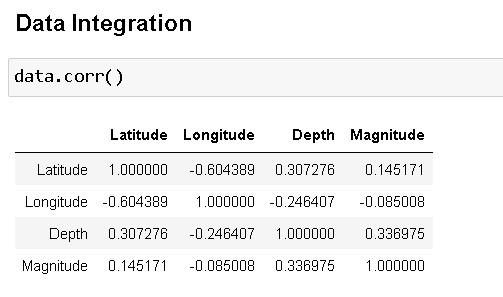 Data Integration
data.corr()
Latitude Longitude Depth Magnitude
Latitude 1.000000 -0.604389 0.307276 0.145171
Longitude -0.604389 1.000000 -0.246407 -0.085008
Depth 0.307276 -0.246407 1.000000 0.336975
Magnitude 0.145171 -0.085008 0.336975 1.000000